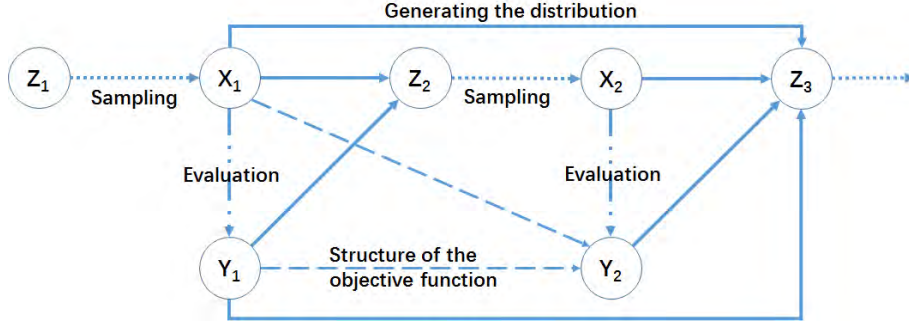 Generating the distribution
Z1 X1 Z2 X2 Z3
Sampling Sampling
Evaluation Evaluation
Structure of the
objective function
Y1 Y2